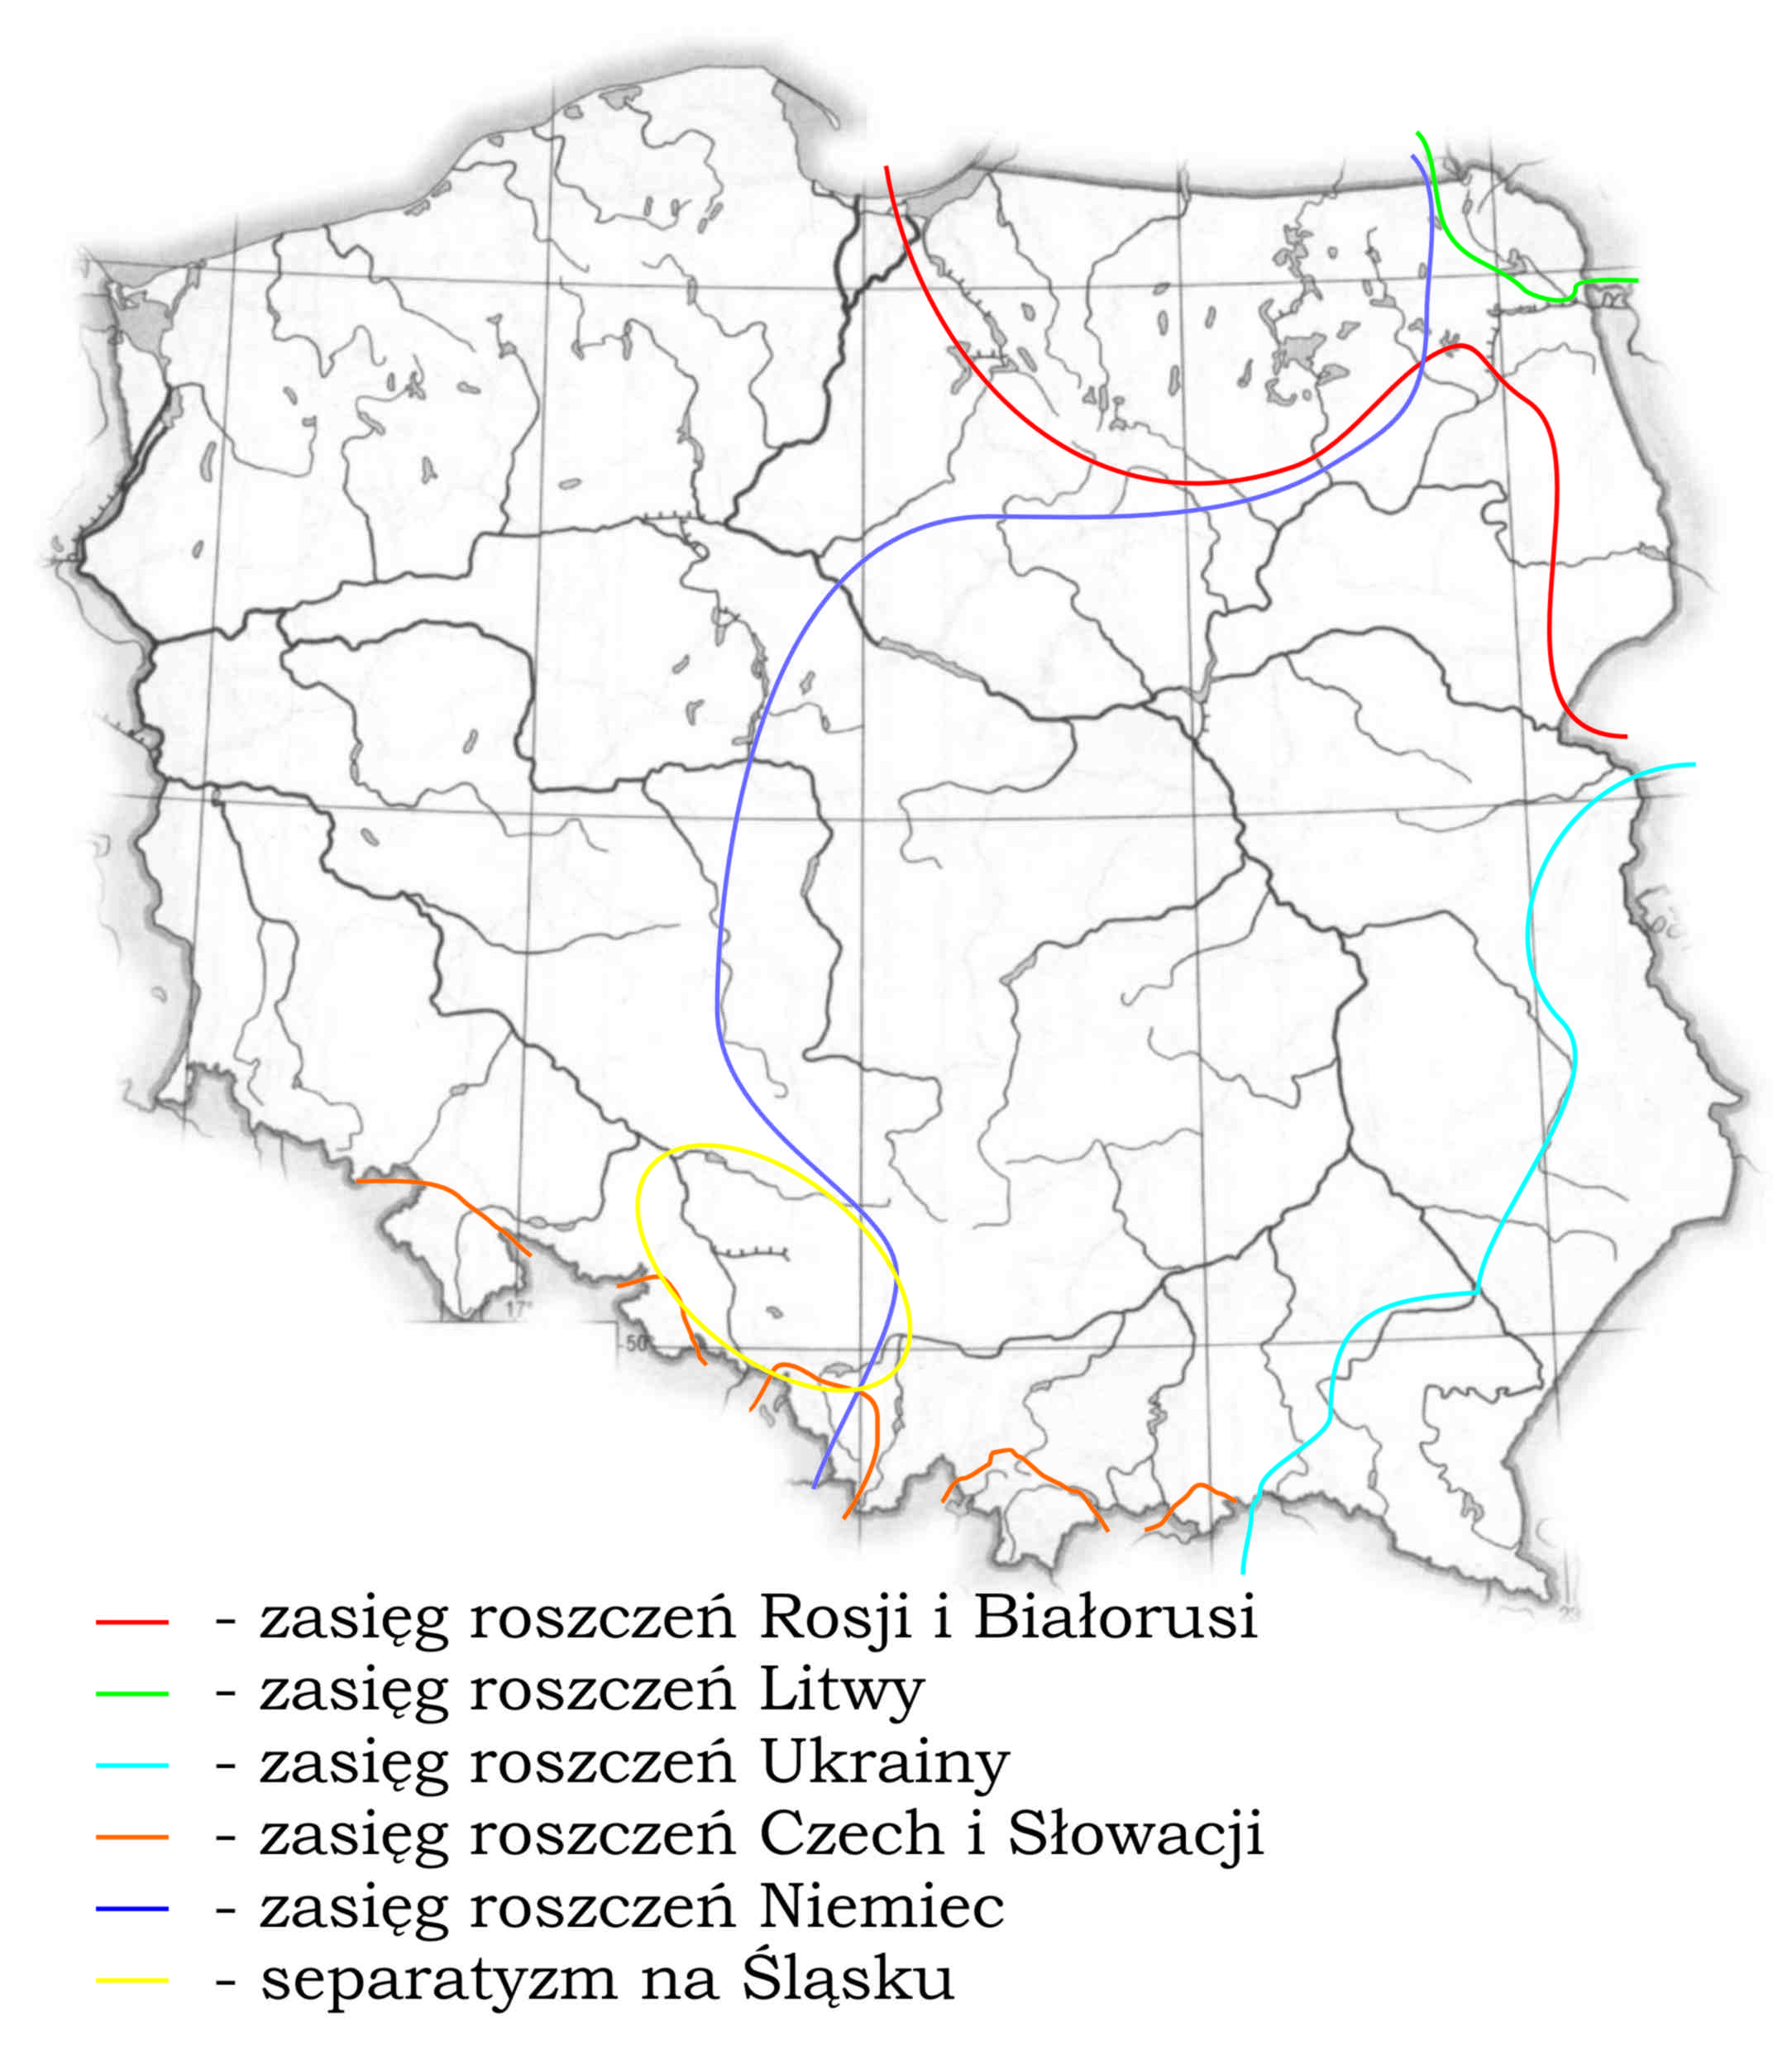 17°
50°
- zasięg roszczeń Rosji i Białorusi
- zasięg roszczeń Litwy
- zasięg roszczeń Ukrainy
- zasięg roszczeń Czech i Słowacji
- zasięg roszczeń Niemiec
- separatyzm na Śląsku